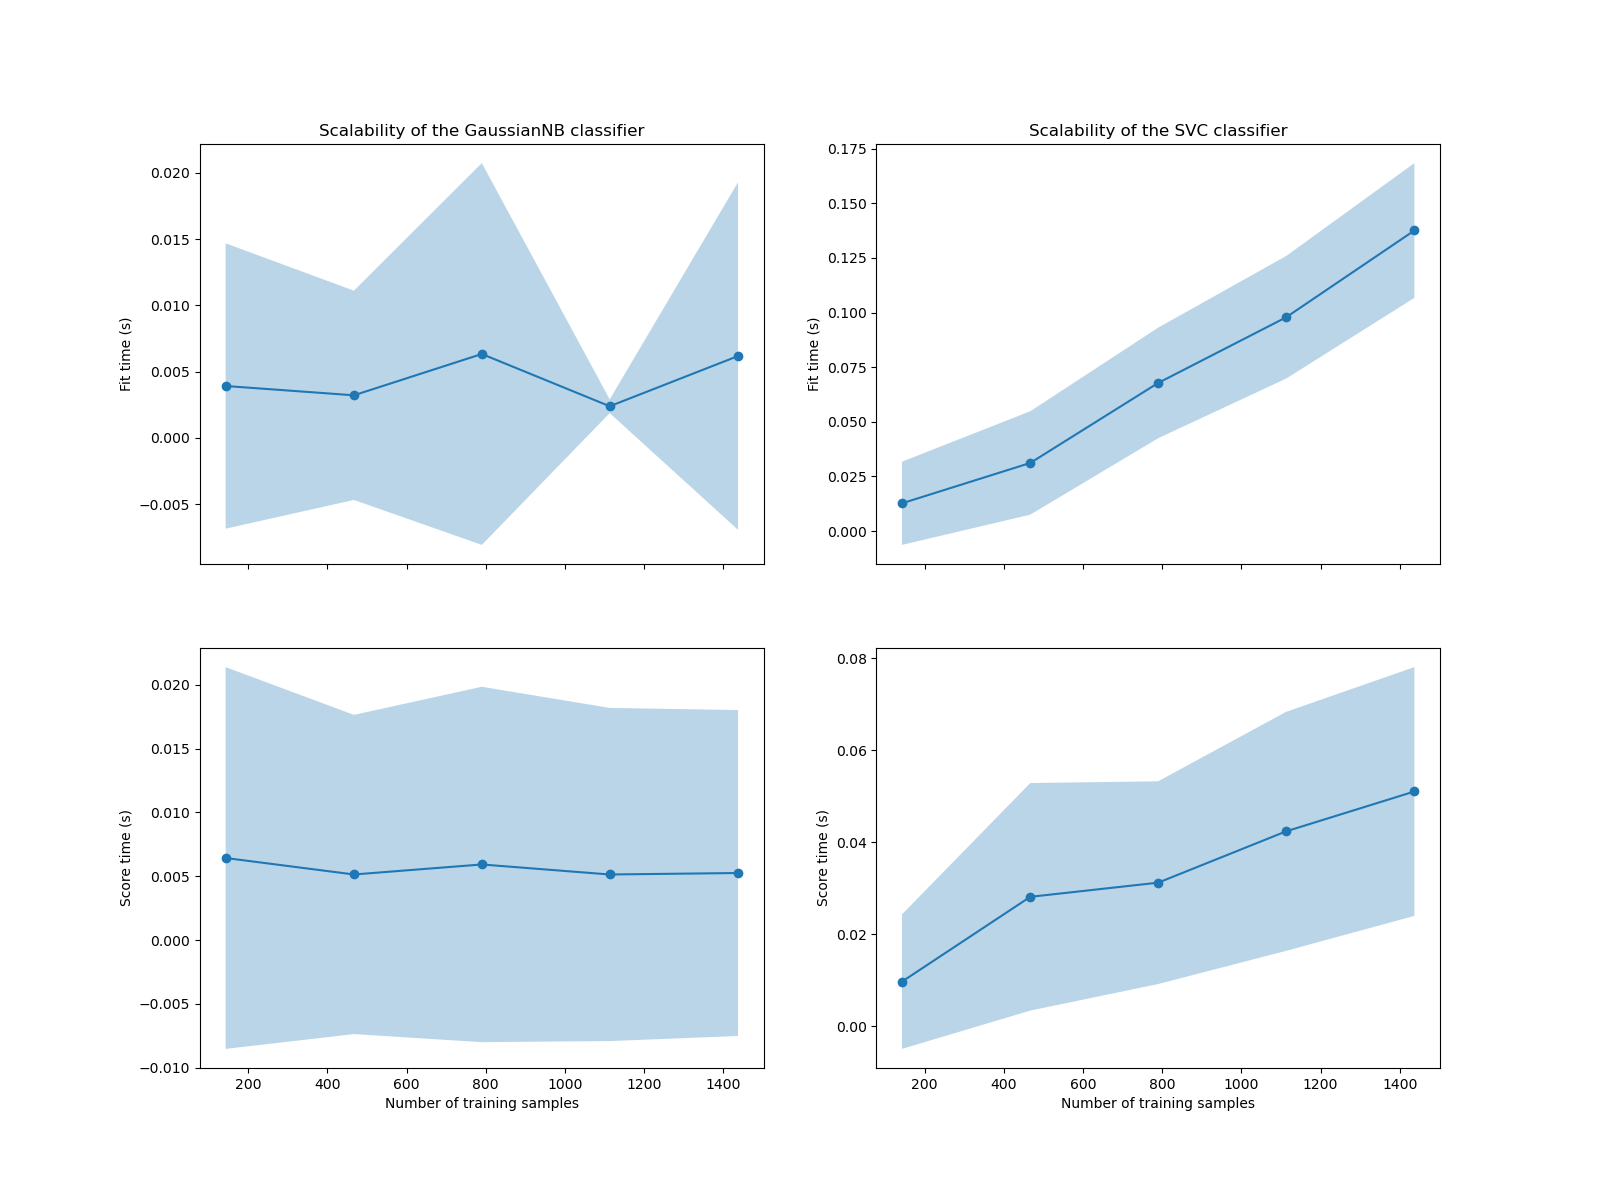 Scalability of the GaussianNB classifier
Fit time (s)
0.020
0.015
0.010
0.005
0.000
−0.005
Scalability of the SVC classifier
Fit time (s)
0.175
0.150
0.125
0.100
0.075
0.050
0.025
0.000
Score time (s)
0.020
0.015
0.010
0.005
0.000
−0.005
−0.010
200 400 600 800 1000 1200 1400
Number of training samples
Score time (s)
0.08
0.06
0.04
0.02
0.00
200 400 600 800 1000 1200 1400
Number of training samples